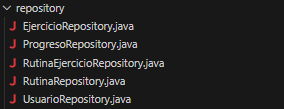 repository
EjercicioRepository.java
ProgresoRepository.java
RutinaEjercicioRepository.java
RutinaRepository.java
UsuarioRepository.java